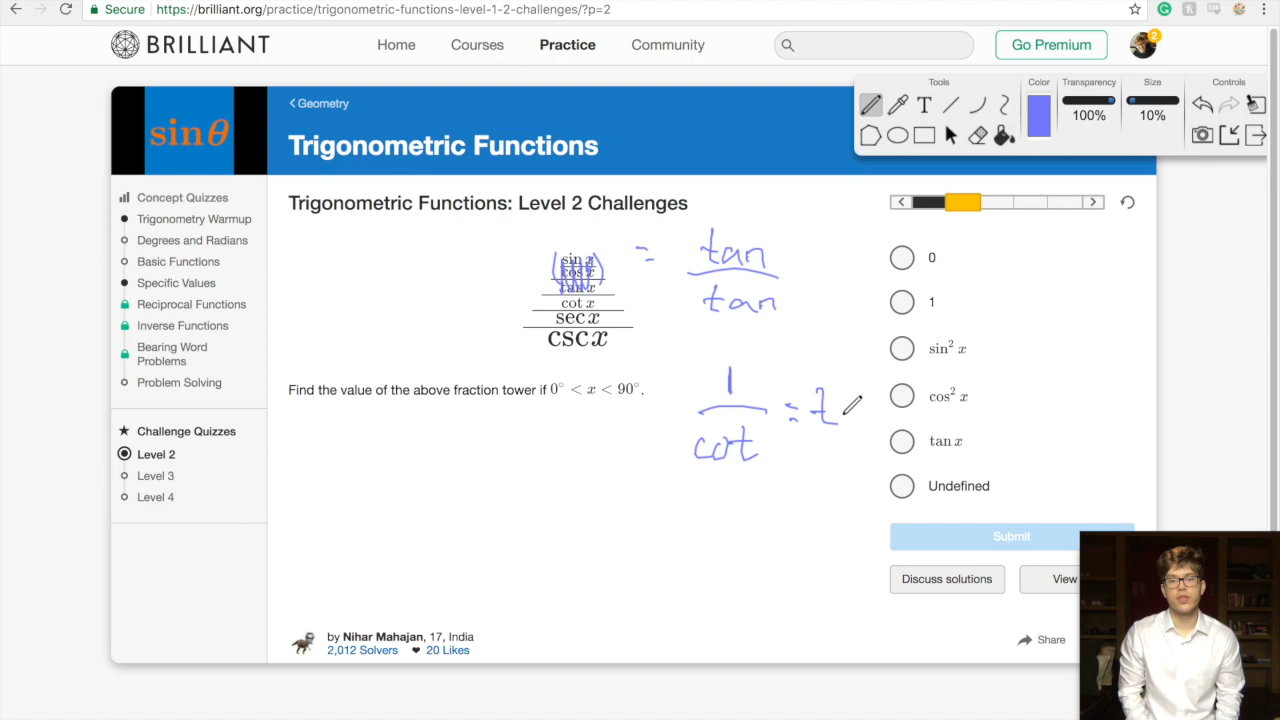 Secure
https://brilliant.org/practice/trigonometric-functions-level-1-2-challenges/?p=2
BRILLIANT
Home
Courses
Practice
Community
Go Premium
2
Tools
Color
Transparency
Size
Controls
100%
10%
sinθ
Geometry
Trigonometric Functions
Concept Quizzes
Trigonometry Warmup
Degrees and Radians
Basic Functions
Specific Values
Reciprocal Functions
Inverse Functions
Bearing Word
Problems
Problem Solving
Challenge Quizzes
Level 2
Level 3
Level 4
Trigonometric Functions: Level 2 Challenges
sin x
cos x
tan x
cot x
sec x
csc x
= tan
tan
Find the value of the above fraction tower if 0° < x < 90°.
1
cot
=
0
1
sin² x
cos² x
tan x
Undefined
Submit
Discuss solutions
View
by Nihar Mahajan, 17, India
2,012 Solvers
20 Likes
Share